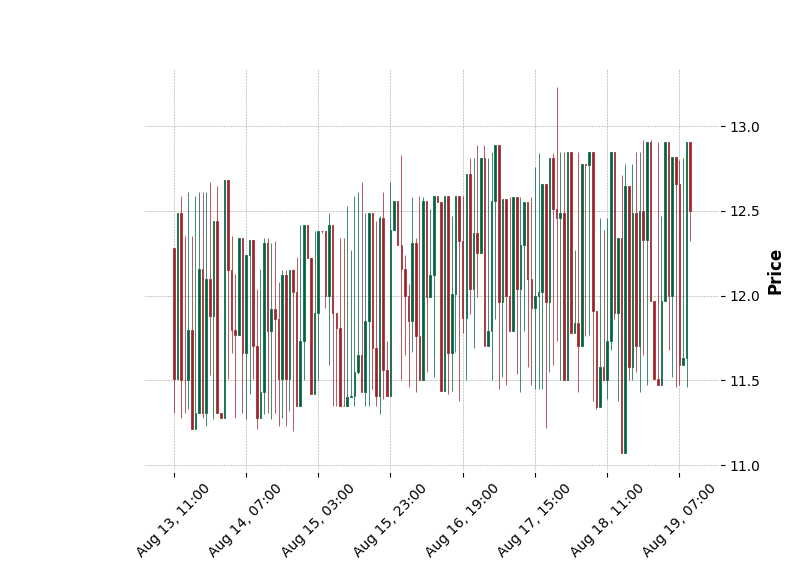 13.0
12.5
12.0
11.5
11.0
Price
Aug 13, 11:00
Aug 14, 07:00
Aug 15, 03:00
Aug 15, 23:00
Aug 16, 19:00
Aug 17, 15:00
Aug 18, 11:00
Aug 19, 07:00